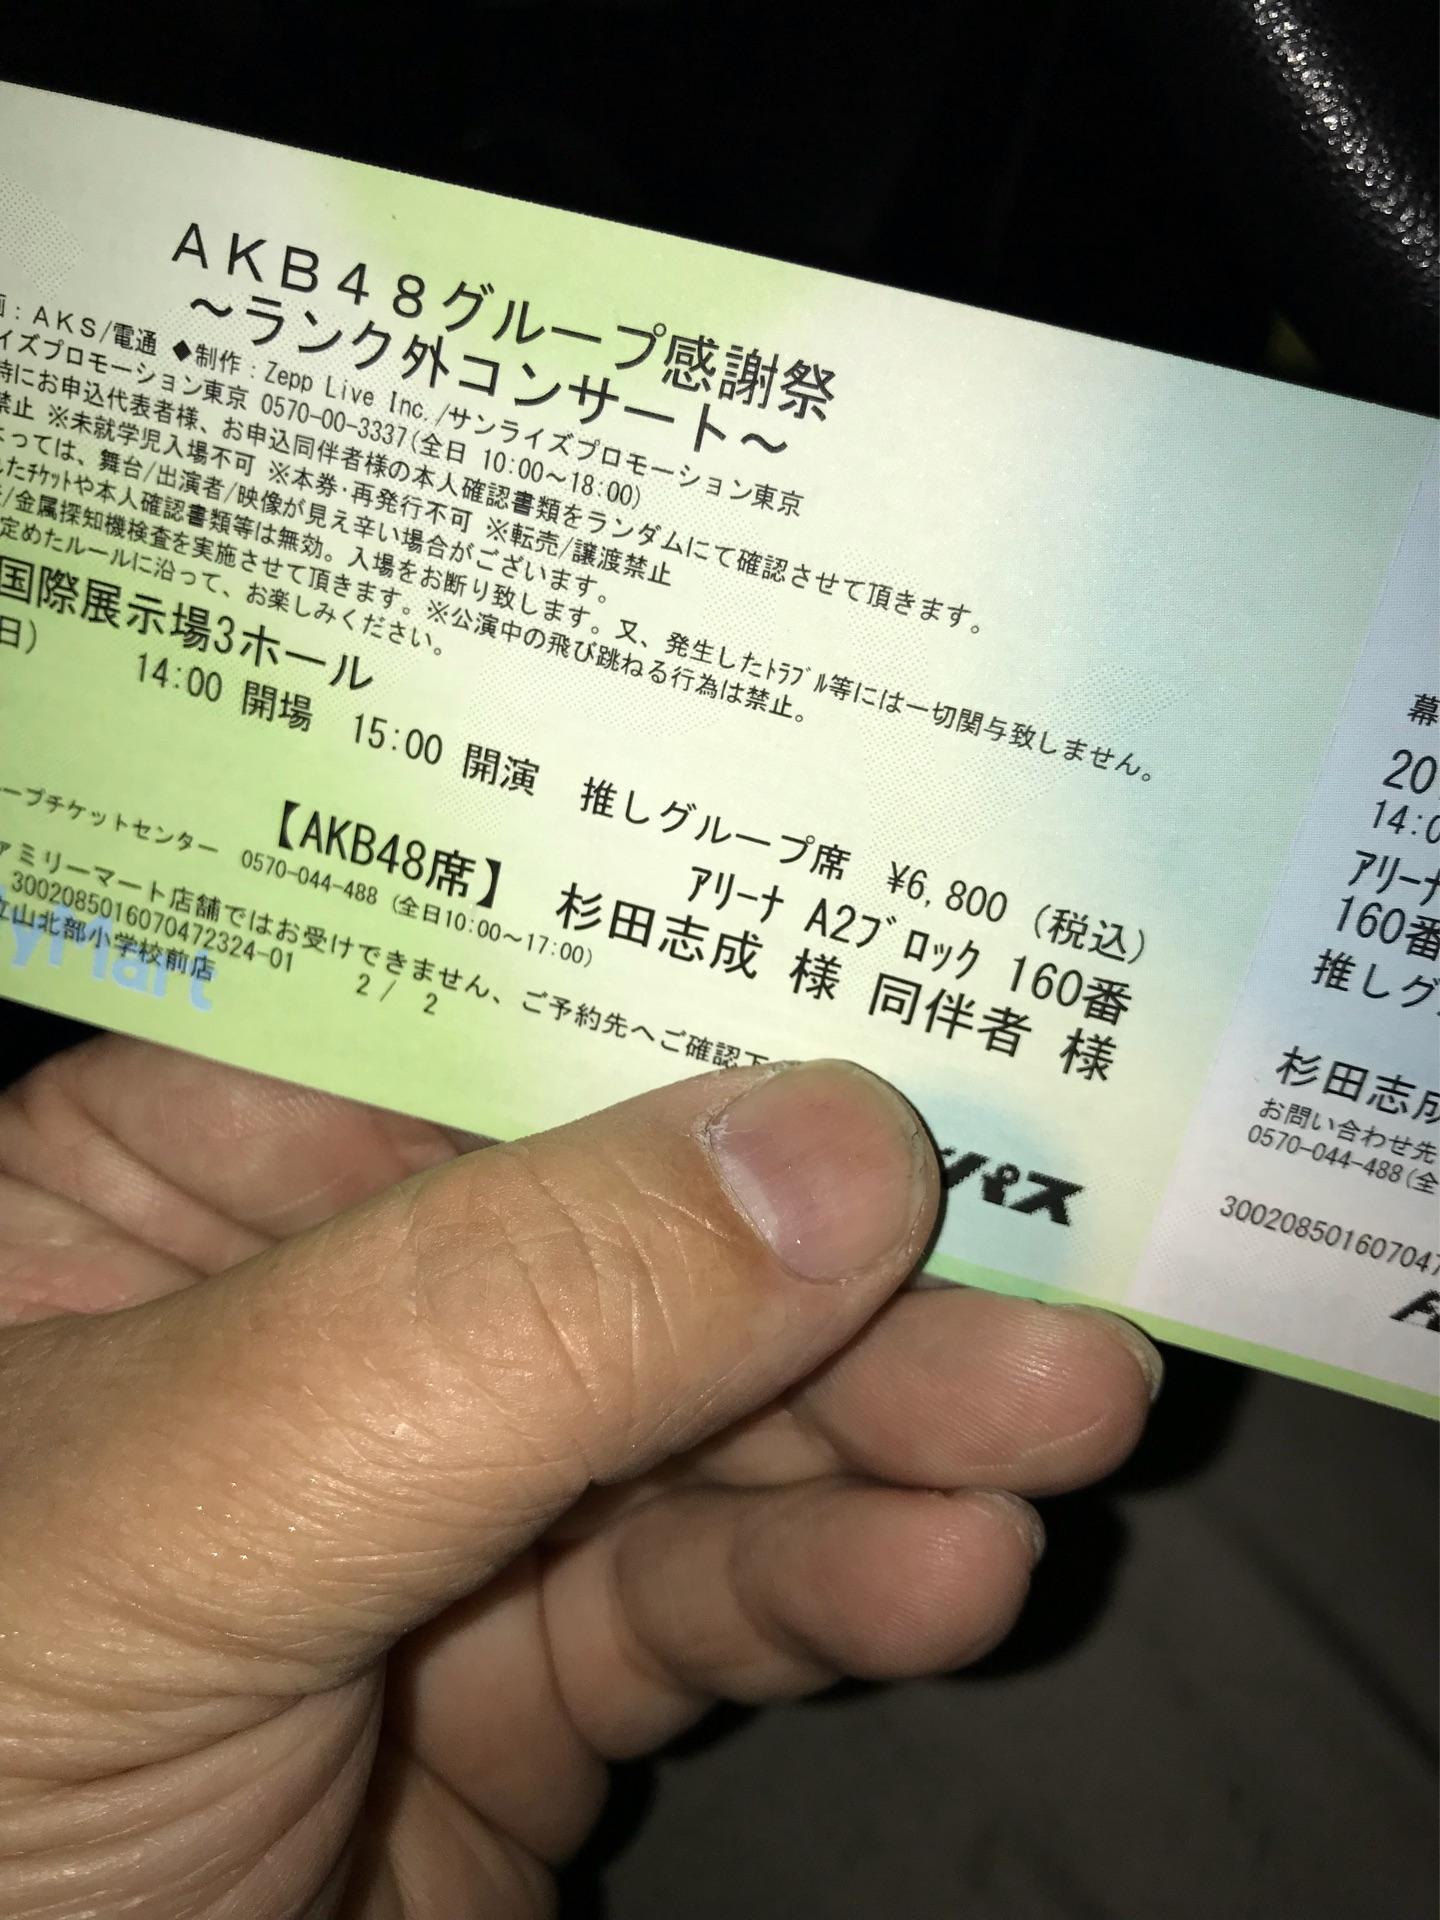 AKB48グループ感謝祭
～ランク外コンサート～
画：AKS/電通 ◆制作：Zepp Live Inc./サンライズプロモーション東京
イズプロモーション東京 0570-00-3337(全日 10:00～18:00)
時にお申込代表者様、お申込同伴者様の本人確認書類をランダムにて確認させて頂きます。
禁止 ※未就学児入場不可 ※本券･再発行不可 ※転売/譲渡禁止
よっては、舞台/出演者/映像が見え辛い場合がございます。
したﾁｹｯﾄや本人確認書類等は無効。入場をお断り致します。又、発生したﾄﾗﾌﾞﾙ等には一切関与致しません。
/金属探知機検査を実施させて頂きます。※公演中の飛び跳ねる行為は禁止。
定めたルールに沿って、お楽しみください。
国際展示場3ホール
日) 14:00 開場 15:00 開演 推しグループ席 ¥6,800 (税込)
ｱﾘｰﾅ A2ﾌﾞﾛｯｸ 160番
【AKB48席】 杉田志成 様 同伴者 様
ープチケットセンター 0570-044-488 (全日10:00～17:00)
ァミリーマート店舗ではお受けできません、ご予約先へご確認下
30020850160704723​24-01 2/ 2
立山北部小学校前店
yMart
パス
幕
20
14:0
ｱﾘｰﾅ
160番
推しグ
杉田志成
お問い合わせ先
0570-044-488(全
300208501607047